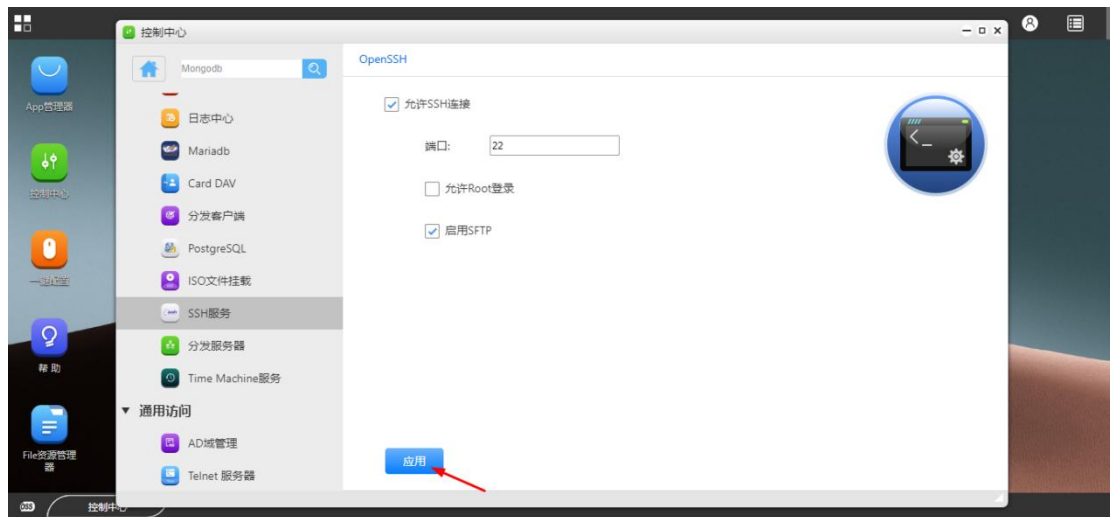 控制中心
App管理器
控制中心
一键配置
帮 助
File资源管理
器
Mongodb
日志中心
Mariadb
Card DAV
分发客户端
PostgreSQL
ISO文件挂载
SSH服务
分发服务器
Time Machine服务
通用访问
AD域管理
Telnet 服务器
OpenSSH
允许SSH连接
端口:
22
允许Root登录
启用SFTP
应用
控制中心